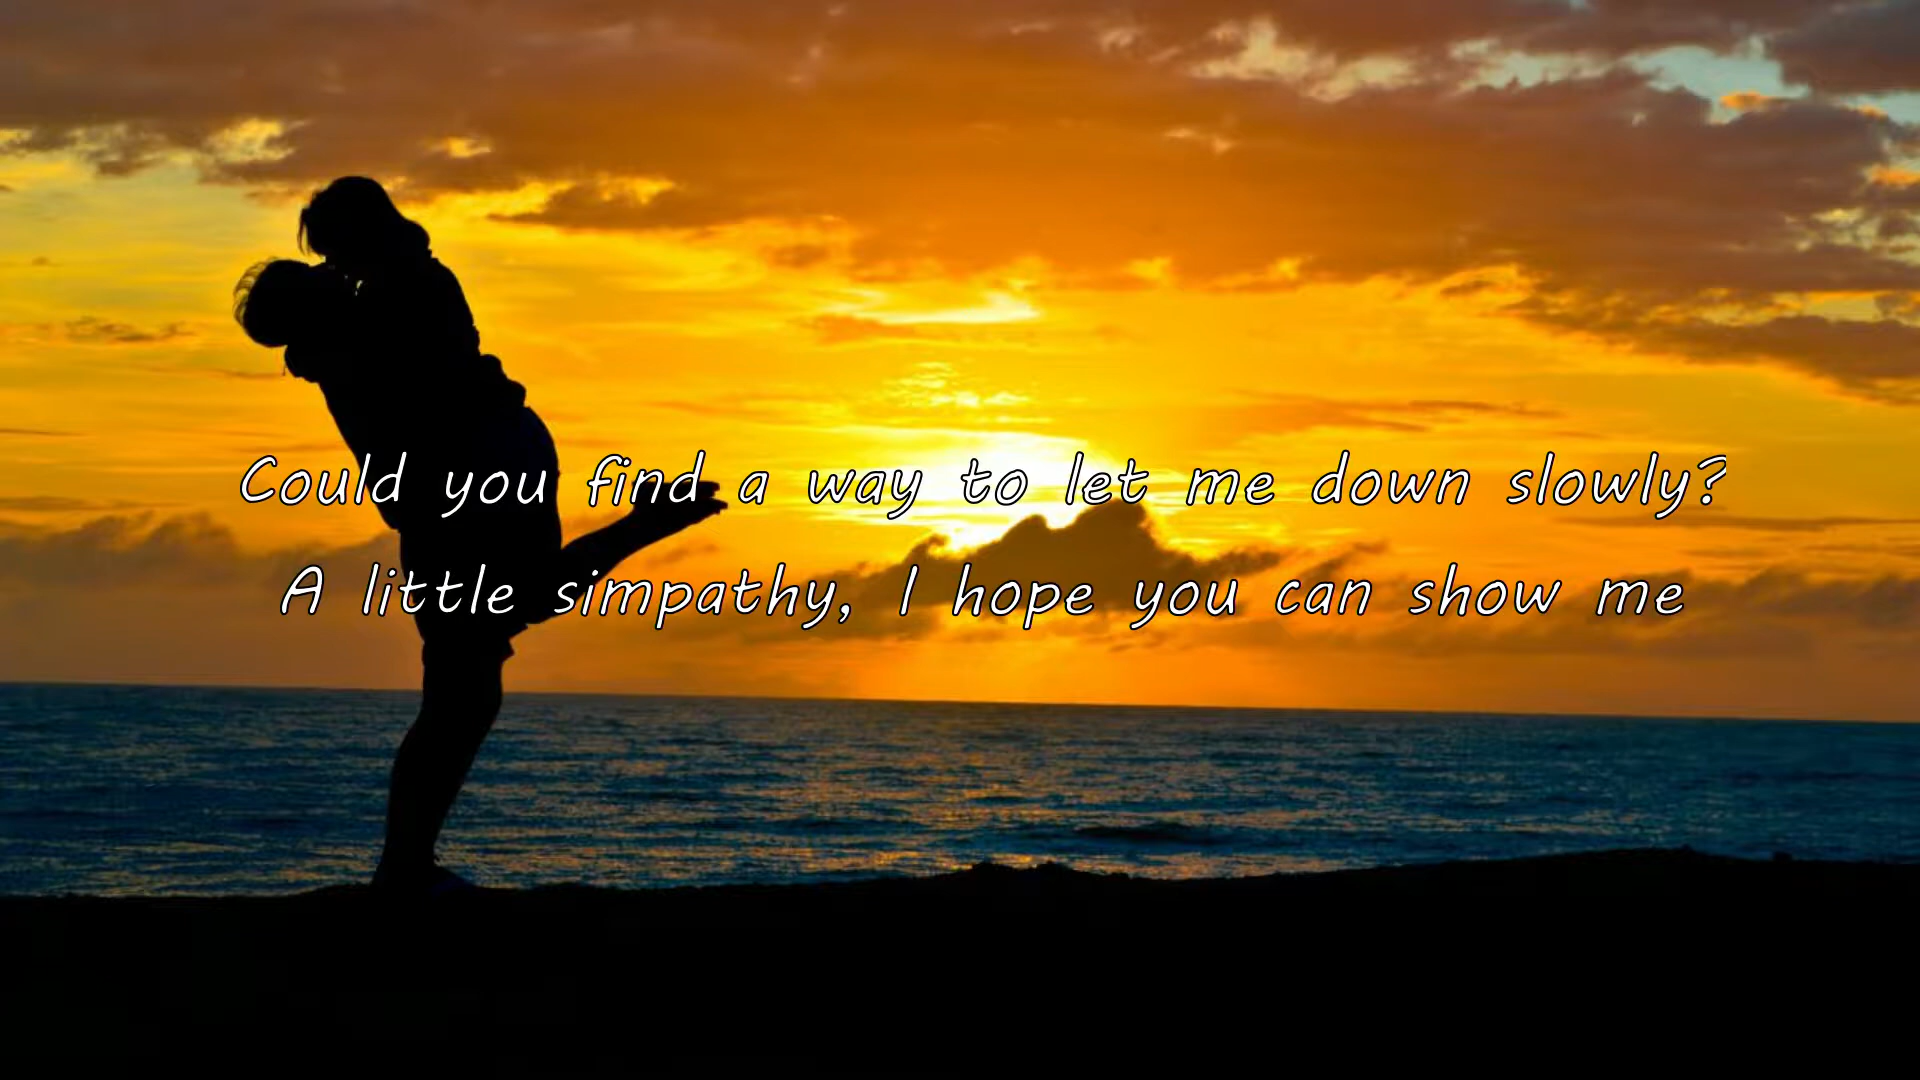 Could you find a way to let me down slowly?
A little simpathy, I hope you can show me